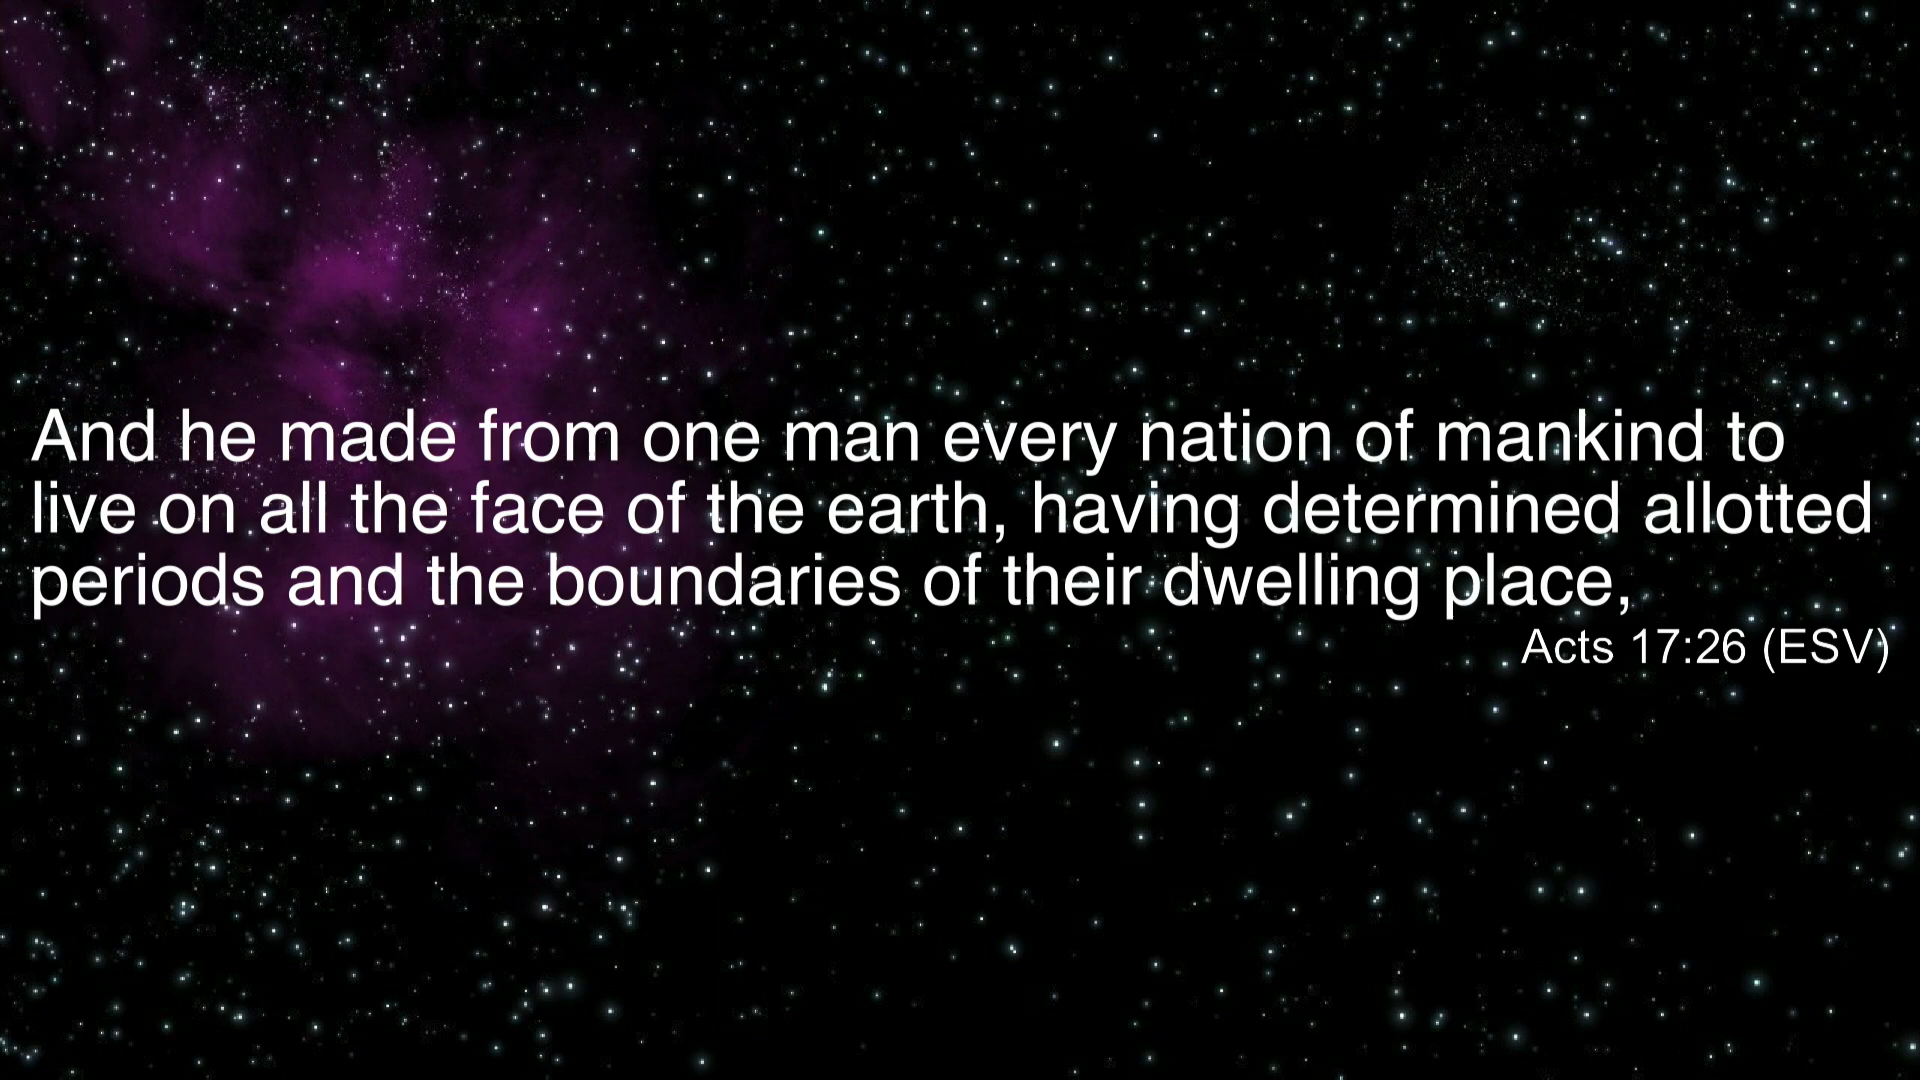 And he made from one man every nation of mankind to
live on all the face of the earth, having determined allotted
periods and the boundaries of their dwelling place,
Acts 17:26 (ESV)